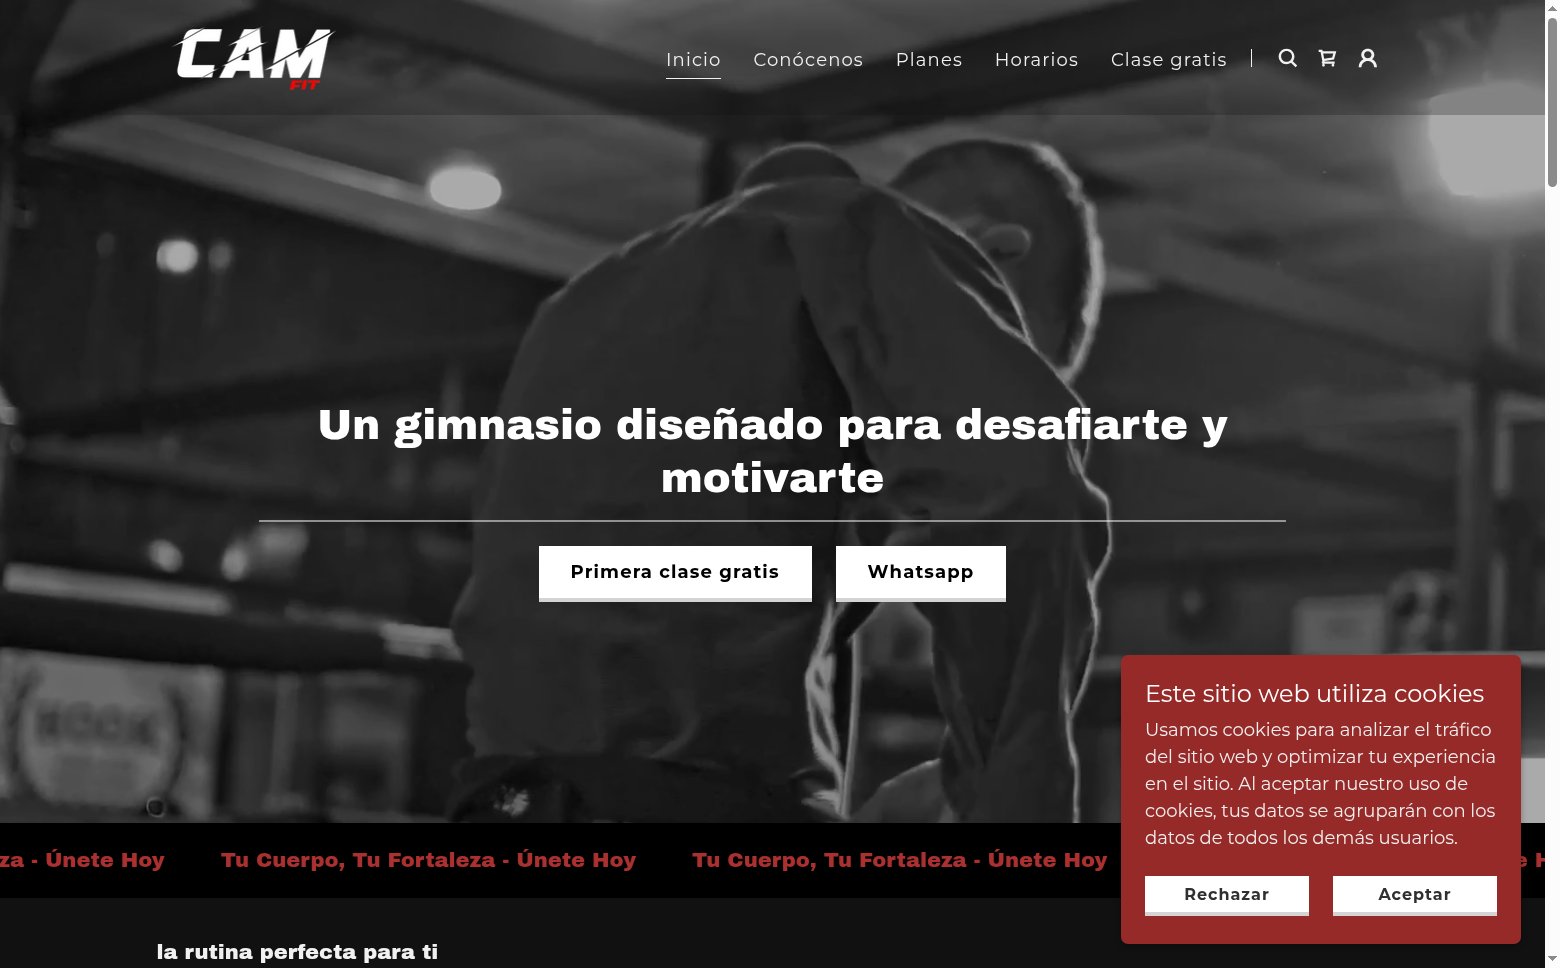 CAM
FIT
Inicio
Conócenos
Planes
Horarios
Clase gratis
Un gimnasio diseñado para desafiarte y
motivarte
Primera clase gratis
Whatsapp
za - Únete Hoy
Tu Cuerpo, Tu Fortaleza - Únete Hoy
Tu Cuerpo, Tu Fortaleza - Únete Hoy
la rutina perfecta para ti
Este sitio web utiliza cookies
Usamos cookies para analizar el tráfico
del sitio web y optimizar tu experiencia
en el sitio. Al aceptar nuestro uso de
cookies, tus datos se agruparán con los
datos de todos los demás usuarios.
Rechazar
Aceptar